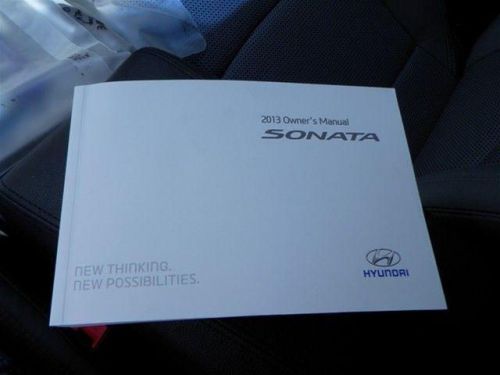 2013 Owner's Manual
SONATA
NEW THINKING.
NEW POSSIBILITIES.
HYUNDAI